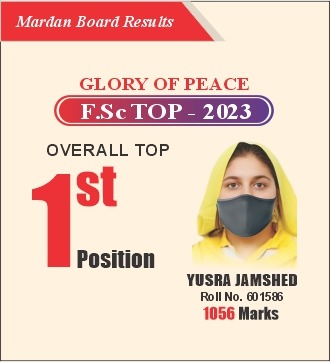 Mardan Board Results
GLORY OF PEACE
F.Sc TOP - 2023
OVERALL TOP
1st
Position
YUSRA JAMSHED
Roll No. 601586
1056 Marks